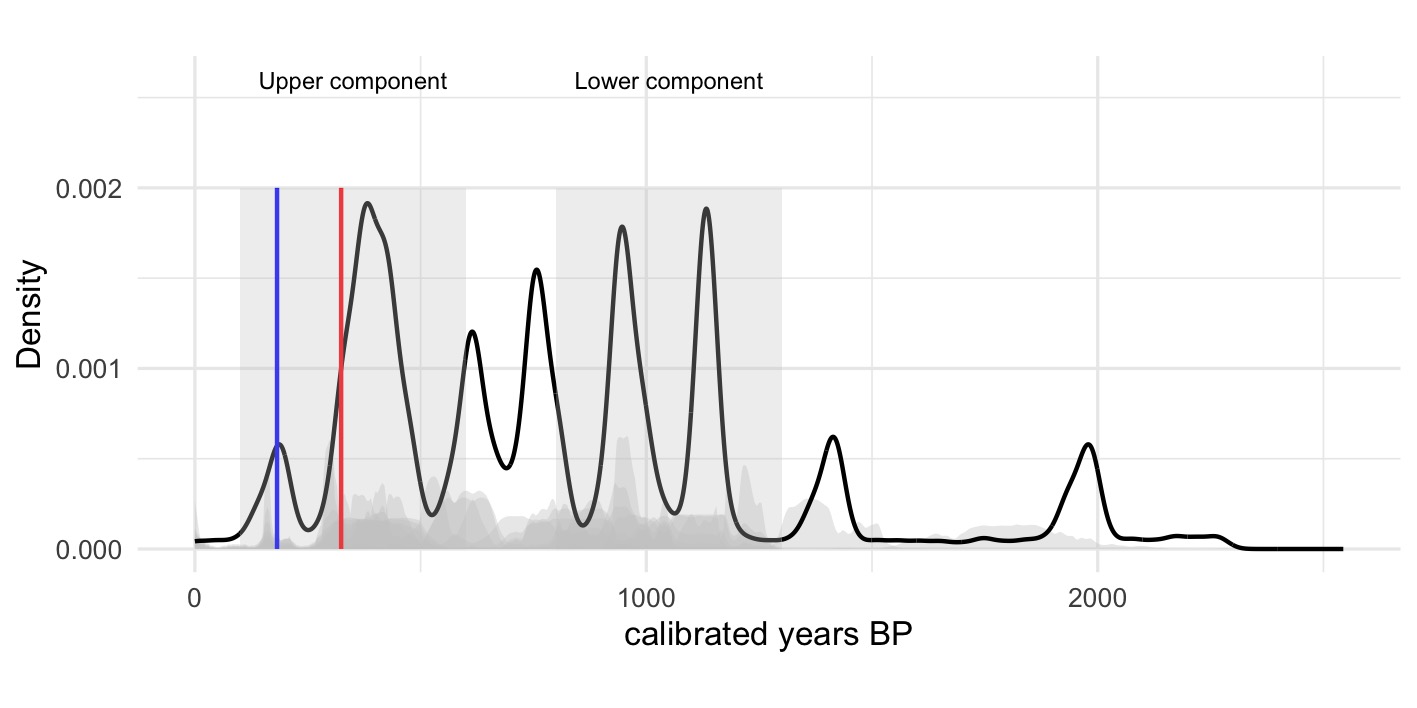 Upper component
Lower component
0.002
0.001
0.000
Density
0
1000
2000
calibrated years BP